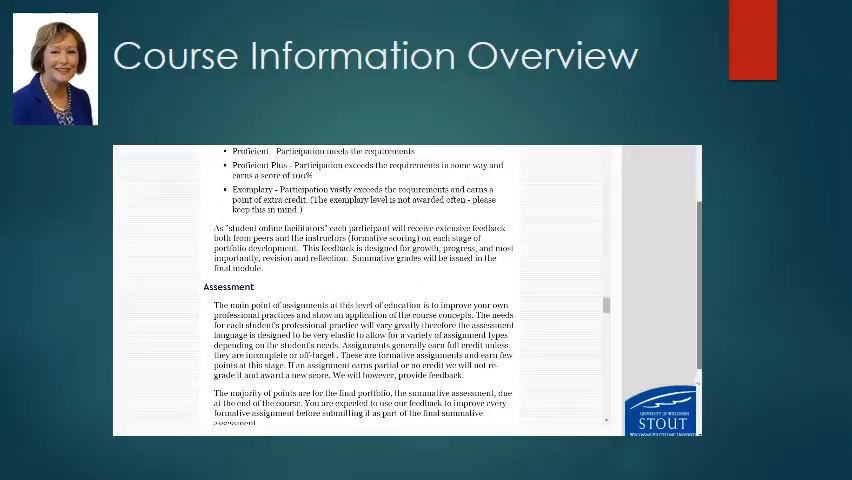 Course Information Overview
Proficient - Participation meets the requirements
Proficient Plus - Participation exceeds the requirements in some way and
earns a score of 100%
Exemplary - Participation vastly exceeds the requirements and earns a
point of extra credit. (The exemplary level is not awarded often - please
keep this in mind.)
As "student online facilitators" each participant will receive extensive feedback
both from peers and the instructors (formative scoring) on each stage of
portfolio development. This feedback is designed for growth, progress, and most
importantly, revision and reflection. Summative grades will be issued in the
final module.
Assessment
The main point of assignments at this level of education is to improve your own
professional practices and show an application of the course concepts. The needs
for each student's professional practice will vary greatly therefore the assessment
language is designed to be very elastic to allow for a variety of assignment types
depending on the student's needs. Assignments generally earn full credit unless
they are incomplete or off-target. These are formative assignments and earn few
points at this stage. If an assignment earns partial or no credit we will not re-
grade it and award a new score. We will however, provide feedback.
The majority of points are for the final portfolio, the summative assessment, due
at the end of the course. You are expected to use our feedback to improve every
formative assignment before submitting it as part of the final summative
assessment
UNIVERSITY OF WISCONSIN
STOUT
WISCONSIN'S POLYTECHNIC UNIVERSITY